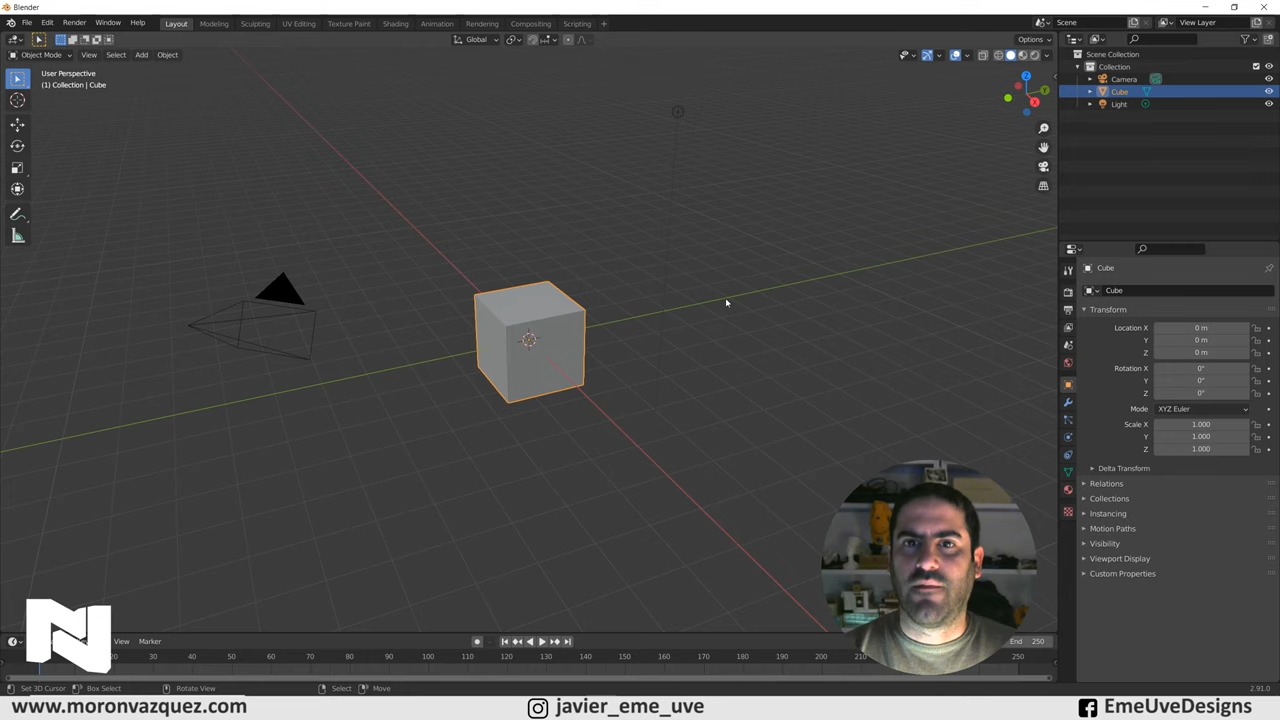 Blender
File Edit Render Window Help Layout Modeling Sculpting UV Editing Texture Paint Shading Animation Rendering Compositing Scripting + Scene View Layer
Global Options
Object Mode View Select Add Object
User Perspective
(1) Collection | Cube
Z
Y
X
Scene Collection
Collection
Camera
Cube
Light
Cube
Cube
Transform
Location X 0 m
Y 0 m
Z 0 m
Rotation X 0°
Y 0°
Z 0°
Mode XYZ Euler
Scale X 1.000
Y 1.000
Z 1.000
Delta Transform
Relations
Collections
Instancing
Motion Paths
Visibility
Viewport Display
Custom Properties
View Marker End 250
20 30 40 50 60 70 80 90 100 110 120 130 140 150 160 170 180 190 250
Set 3D Cursor Box Select Rotate View Select Move 2.91.0
www.moronvazquez.com javier_eme_uve EmeUveDesigns